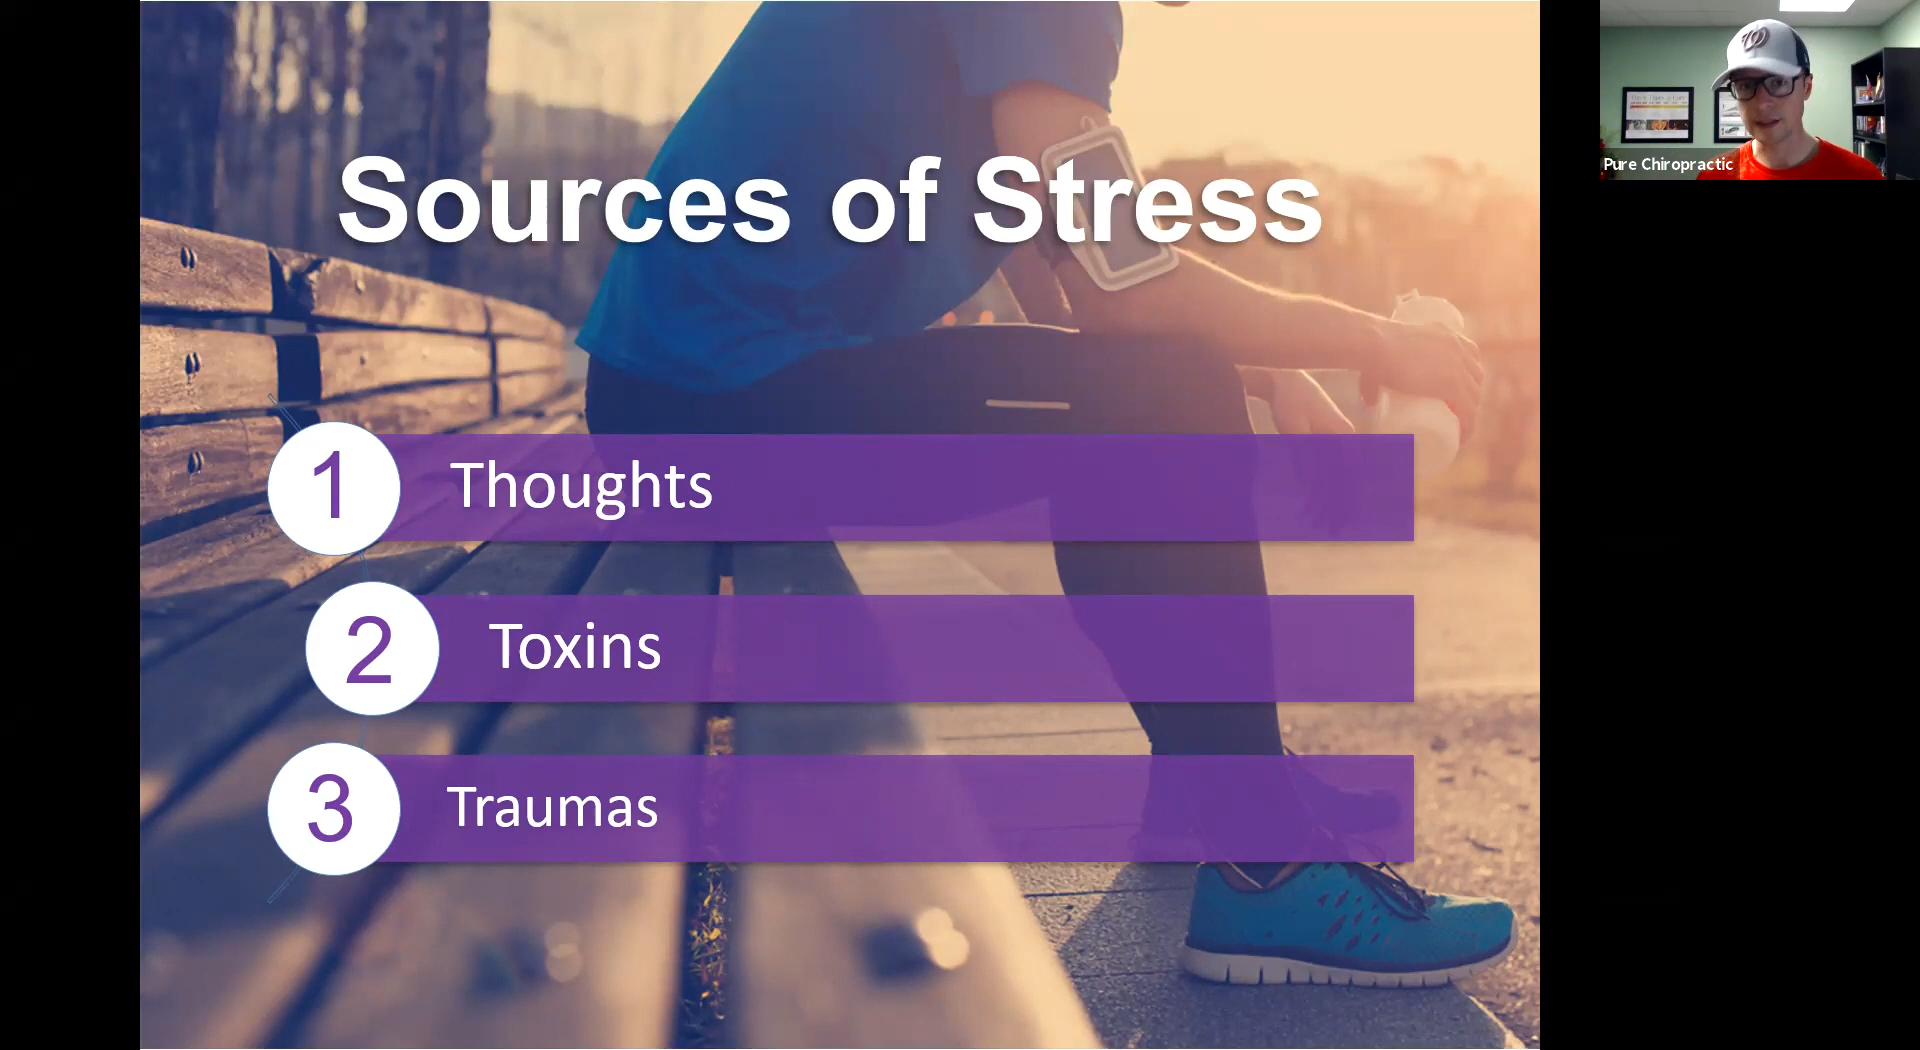 Sources of Stress
1
Thoughts
2
Toxins
3
Traumas
Pure Chiropractic
W